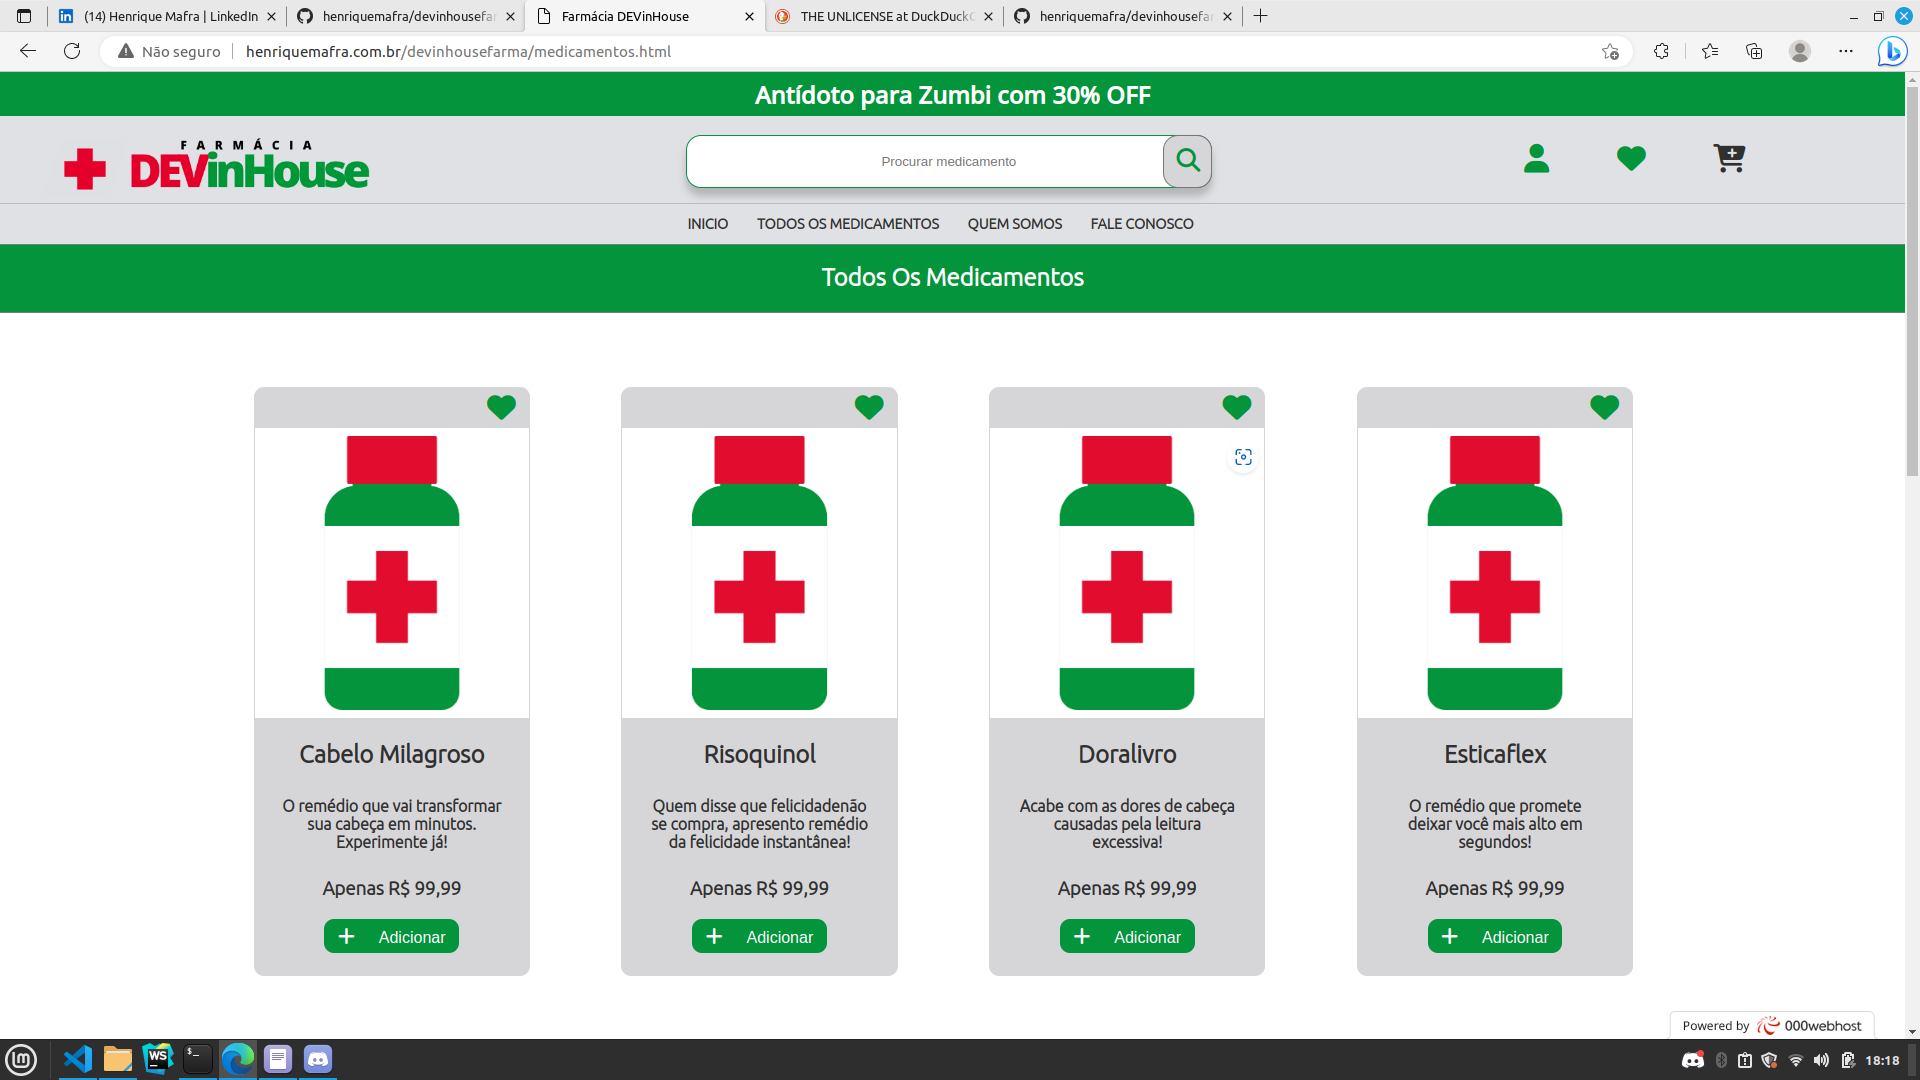 (14) Henrique Mafra | LinkedIn
henriquemafra/devinhousefar
Farmácia DEVinHouse
THE UNLICENSE at DuckDuckG
henriquemafra/devinhousefar
Não seguro
henriquemafra.com.br/devinhousefarma/medicamentos.html
Antídoto para Zumbi com 30% OFF
FARMÁCIA
DEVinHouse
Procurar medicamento
INICIO
TODOS OS MEDICAMENTOS
QUEM SOMOS
FALE CONOSCO
Todos Os Medicamentos
Cabelo Milagroso
O remédio que vai transformar
sua cabeça em minutos.
Experimente já!
Apenas R$ 99,99
Adicionar
Risoquinol
Quem disse que felicidadenão
se compra, apresento remédio
da felicidade instantânea!
Apenas R$ 99,99
Adicionar
Doralivro
Acabe com as dores de cabeça
causadas pela leitura
excessiva!
Apenas R$ 99,99
Adicionar
Esticaflex
O remédio que promete
deixar você mais alto em
segundos!
Apenas R$ 99,99
Adicionar
Powered by 000webhost
WS
18:18